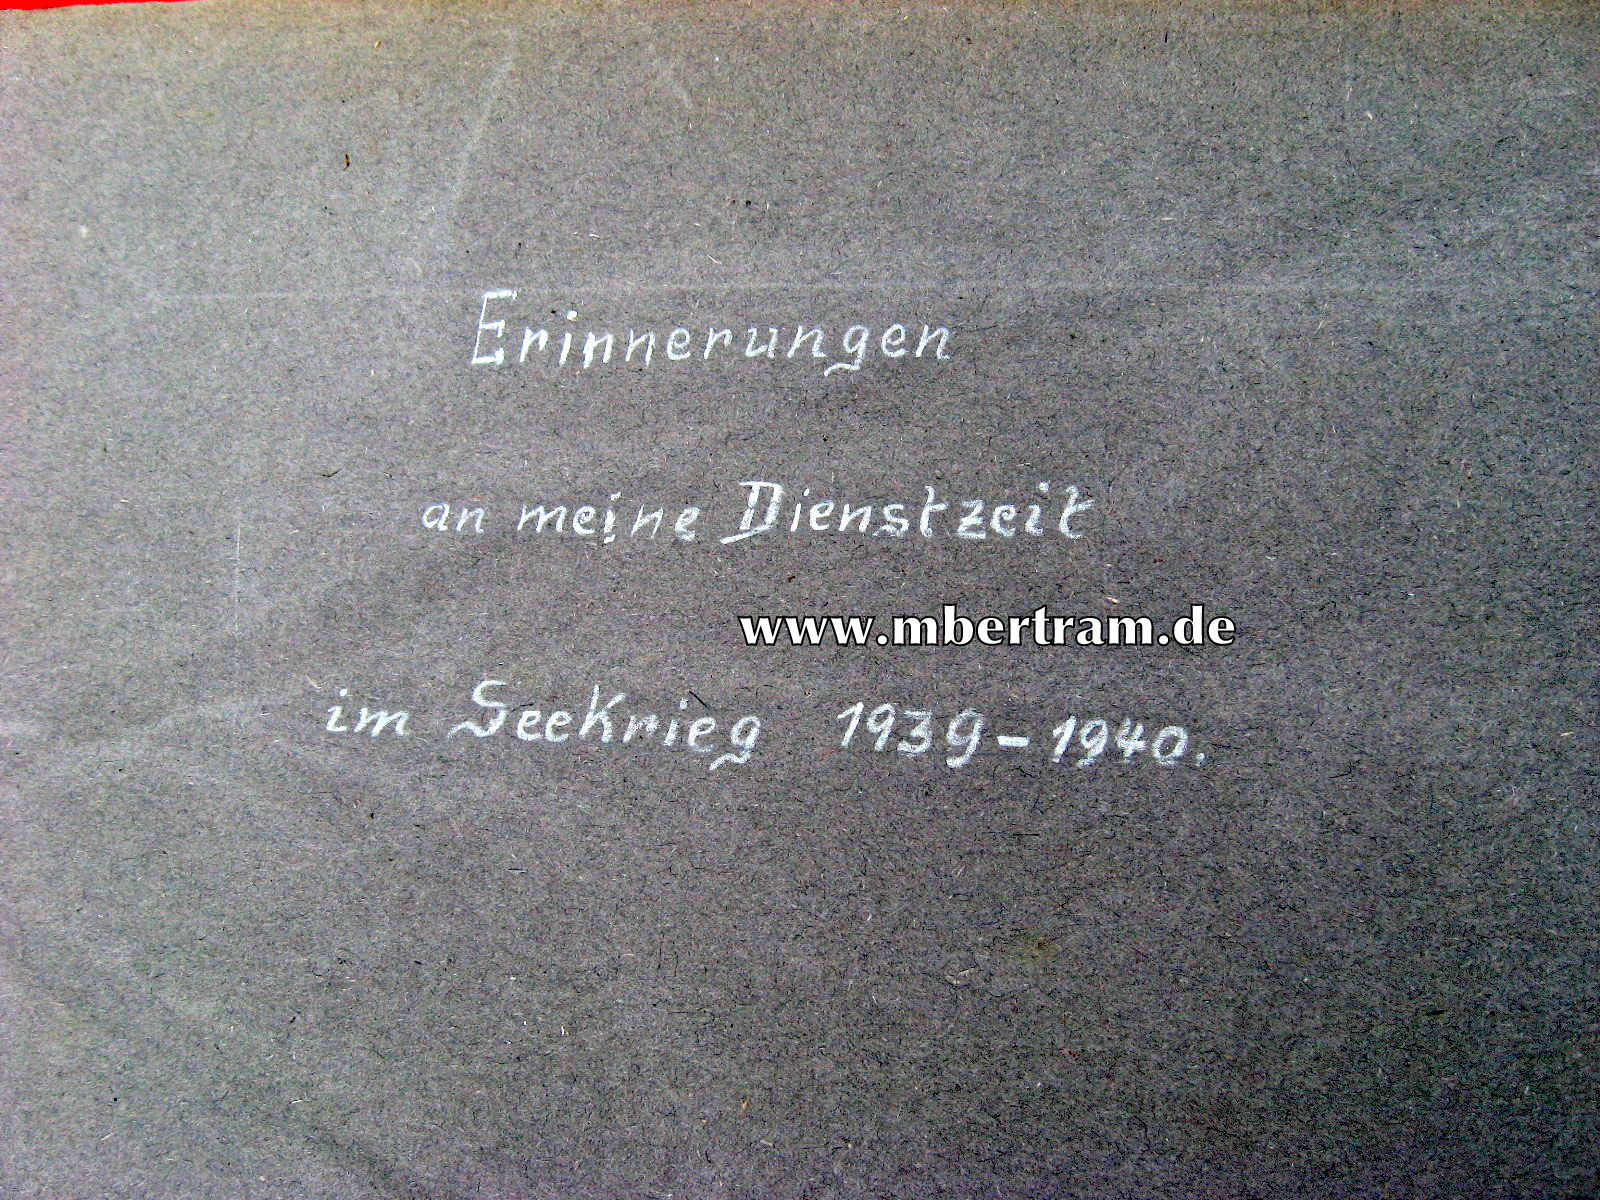 Erinnerungen
an meine Dienstzeit
www.mbertram.de
im Seekrieg 1939-1940.